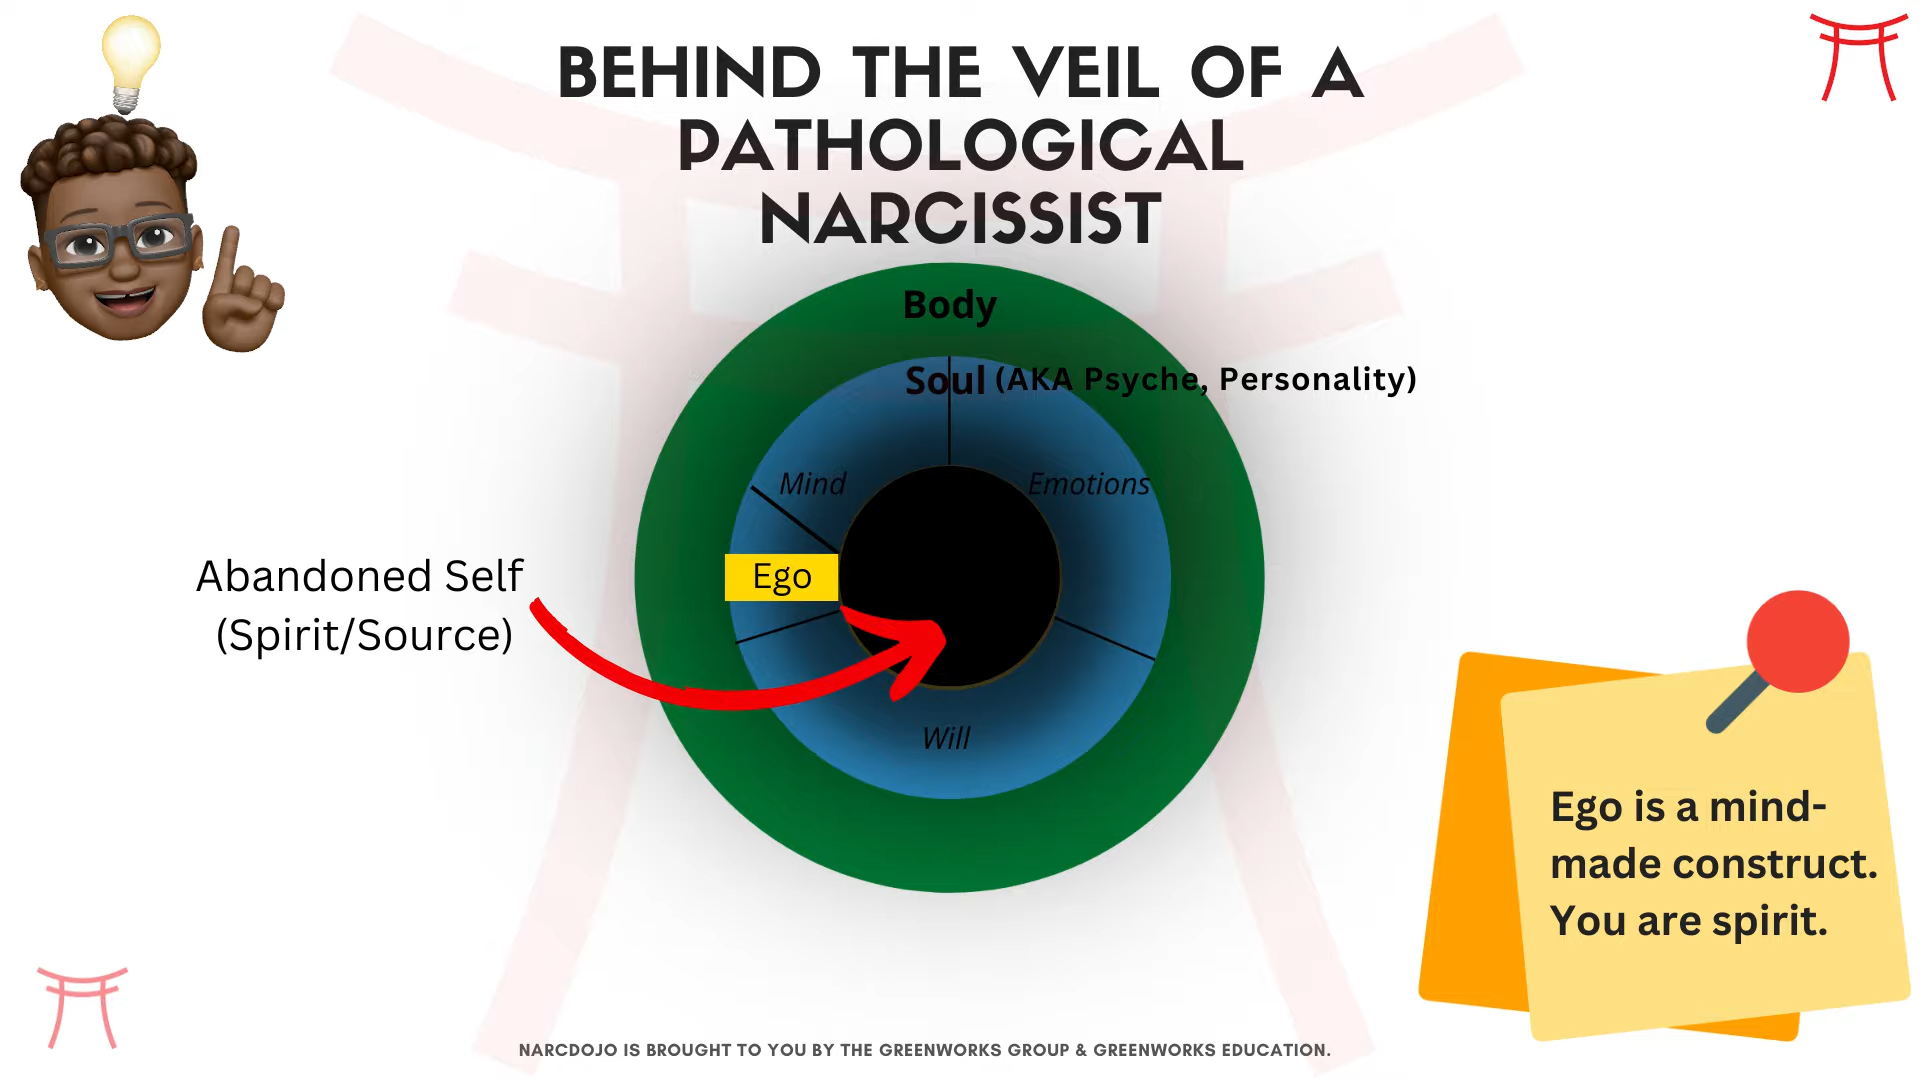 BEHIND THE VEIL OF A
PATHOLOGICAL
NARCISSIST
Body
Soul (AKA Psyche, Personality)
Mind
Emotions
Ego
Abandoned Self
(Spirit/Source)
Will
Ego is a mind-
made construct.
You are spirit.
NARCDOJO IS BROUGHT TO YOU BY THE GREENWORKS GROUP & GREENWORKS EDUCATION.